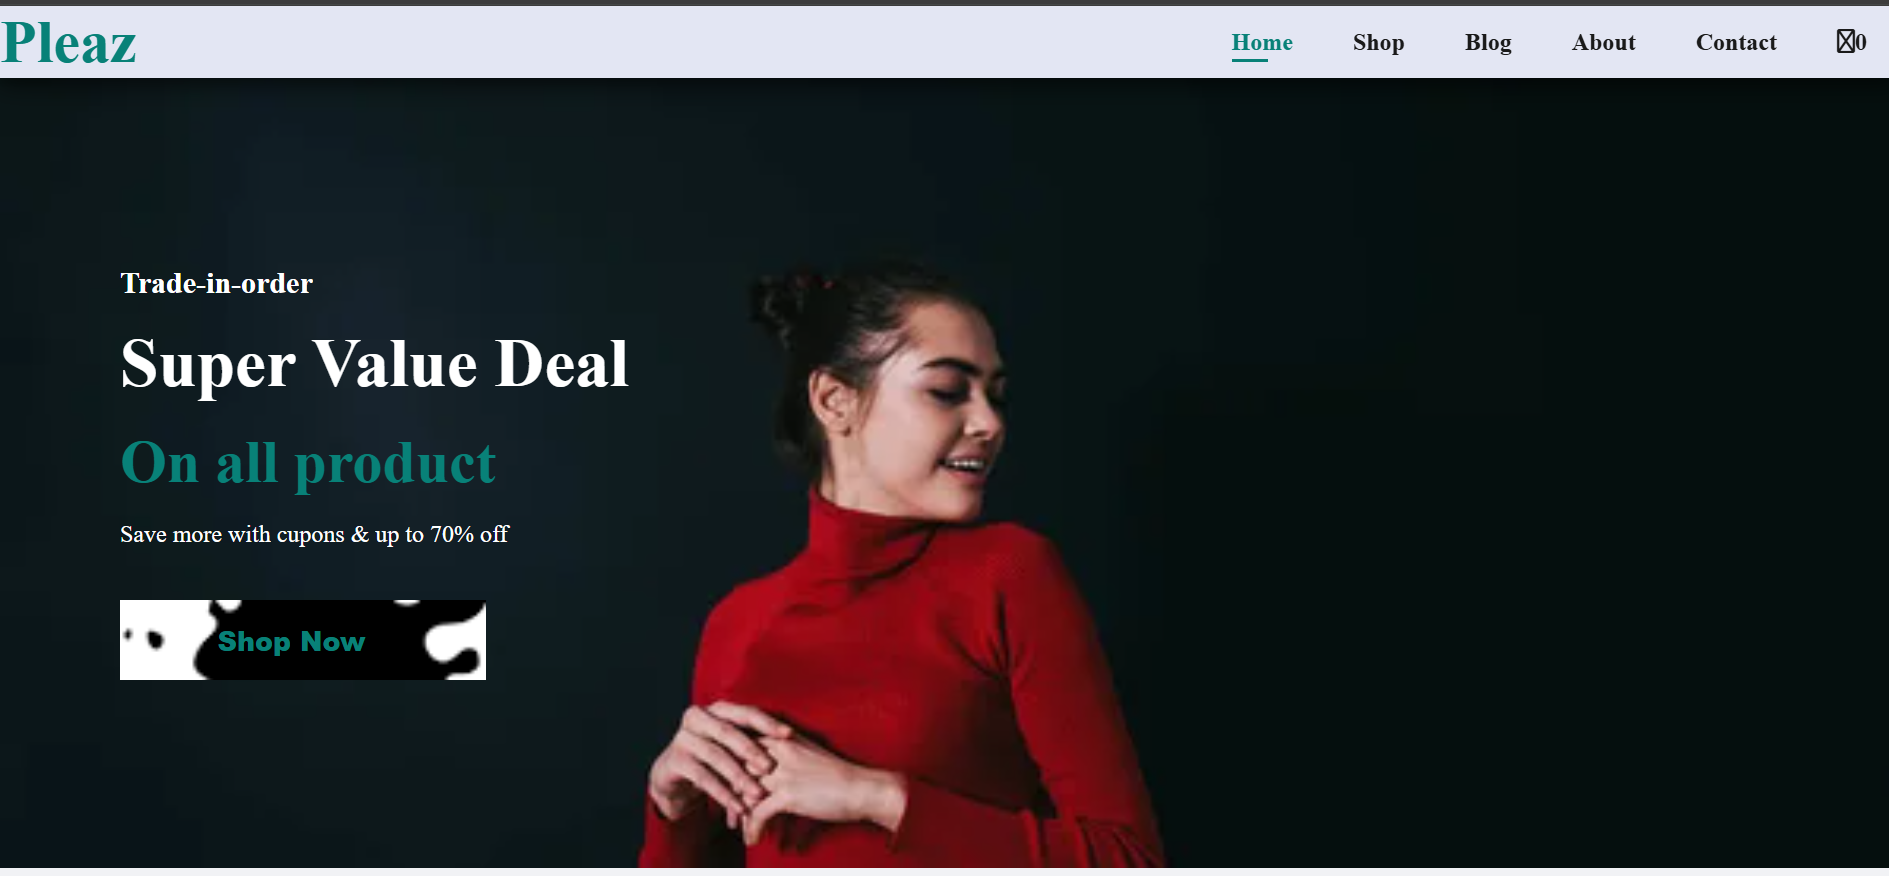 Pleaz
Home Shop Blog About Contact 0
Trade-in-order
Super Value Deal
On all product
Save more with cupons & up to 70% off
Shop Now